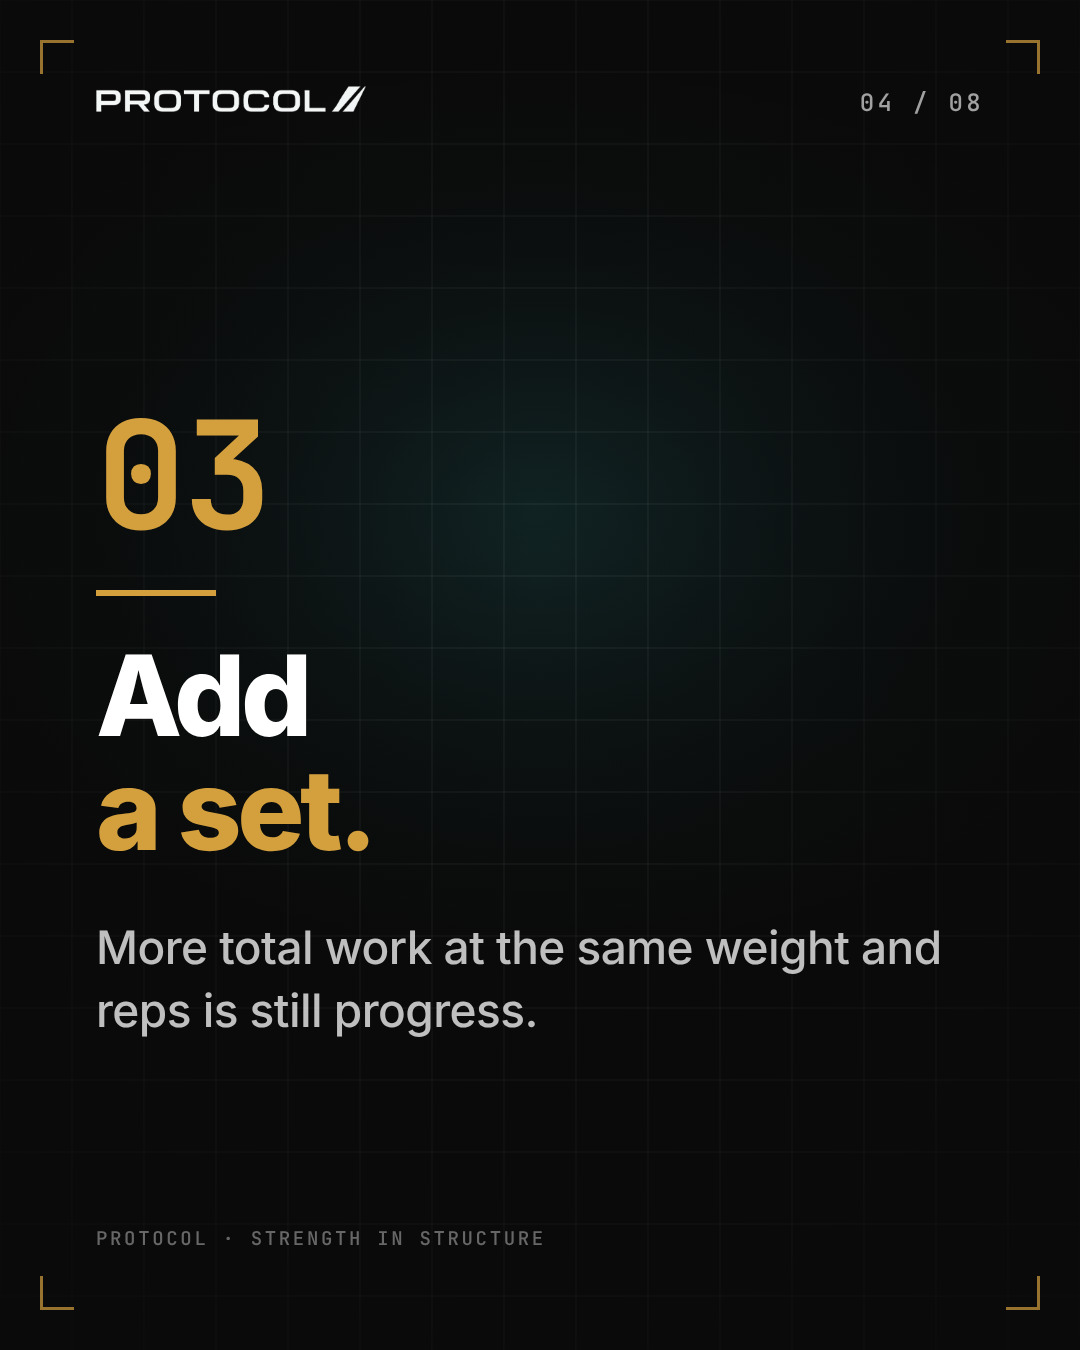 PROTOCOL
04 / 08
03
Add
a set.
More total work at the same weight and
reps is still progress.
PROTOCOL · STRENGTH IN STRUCTURE